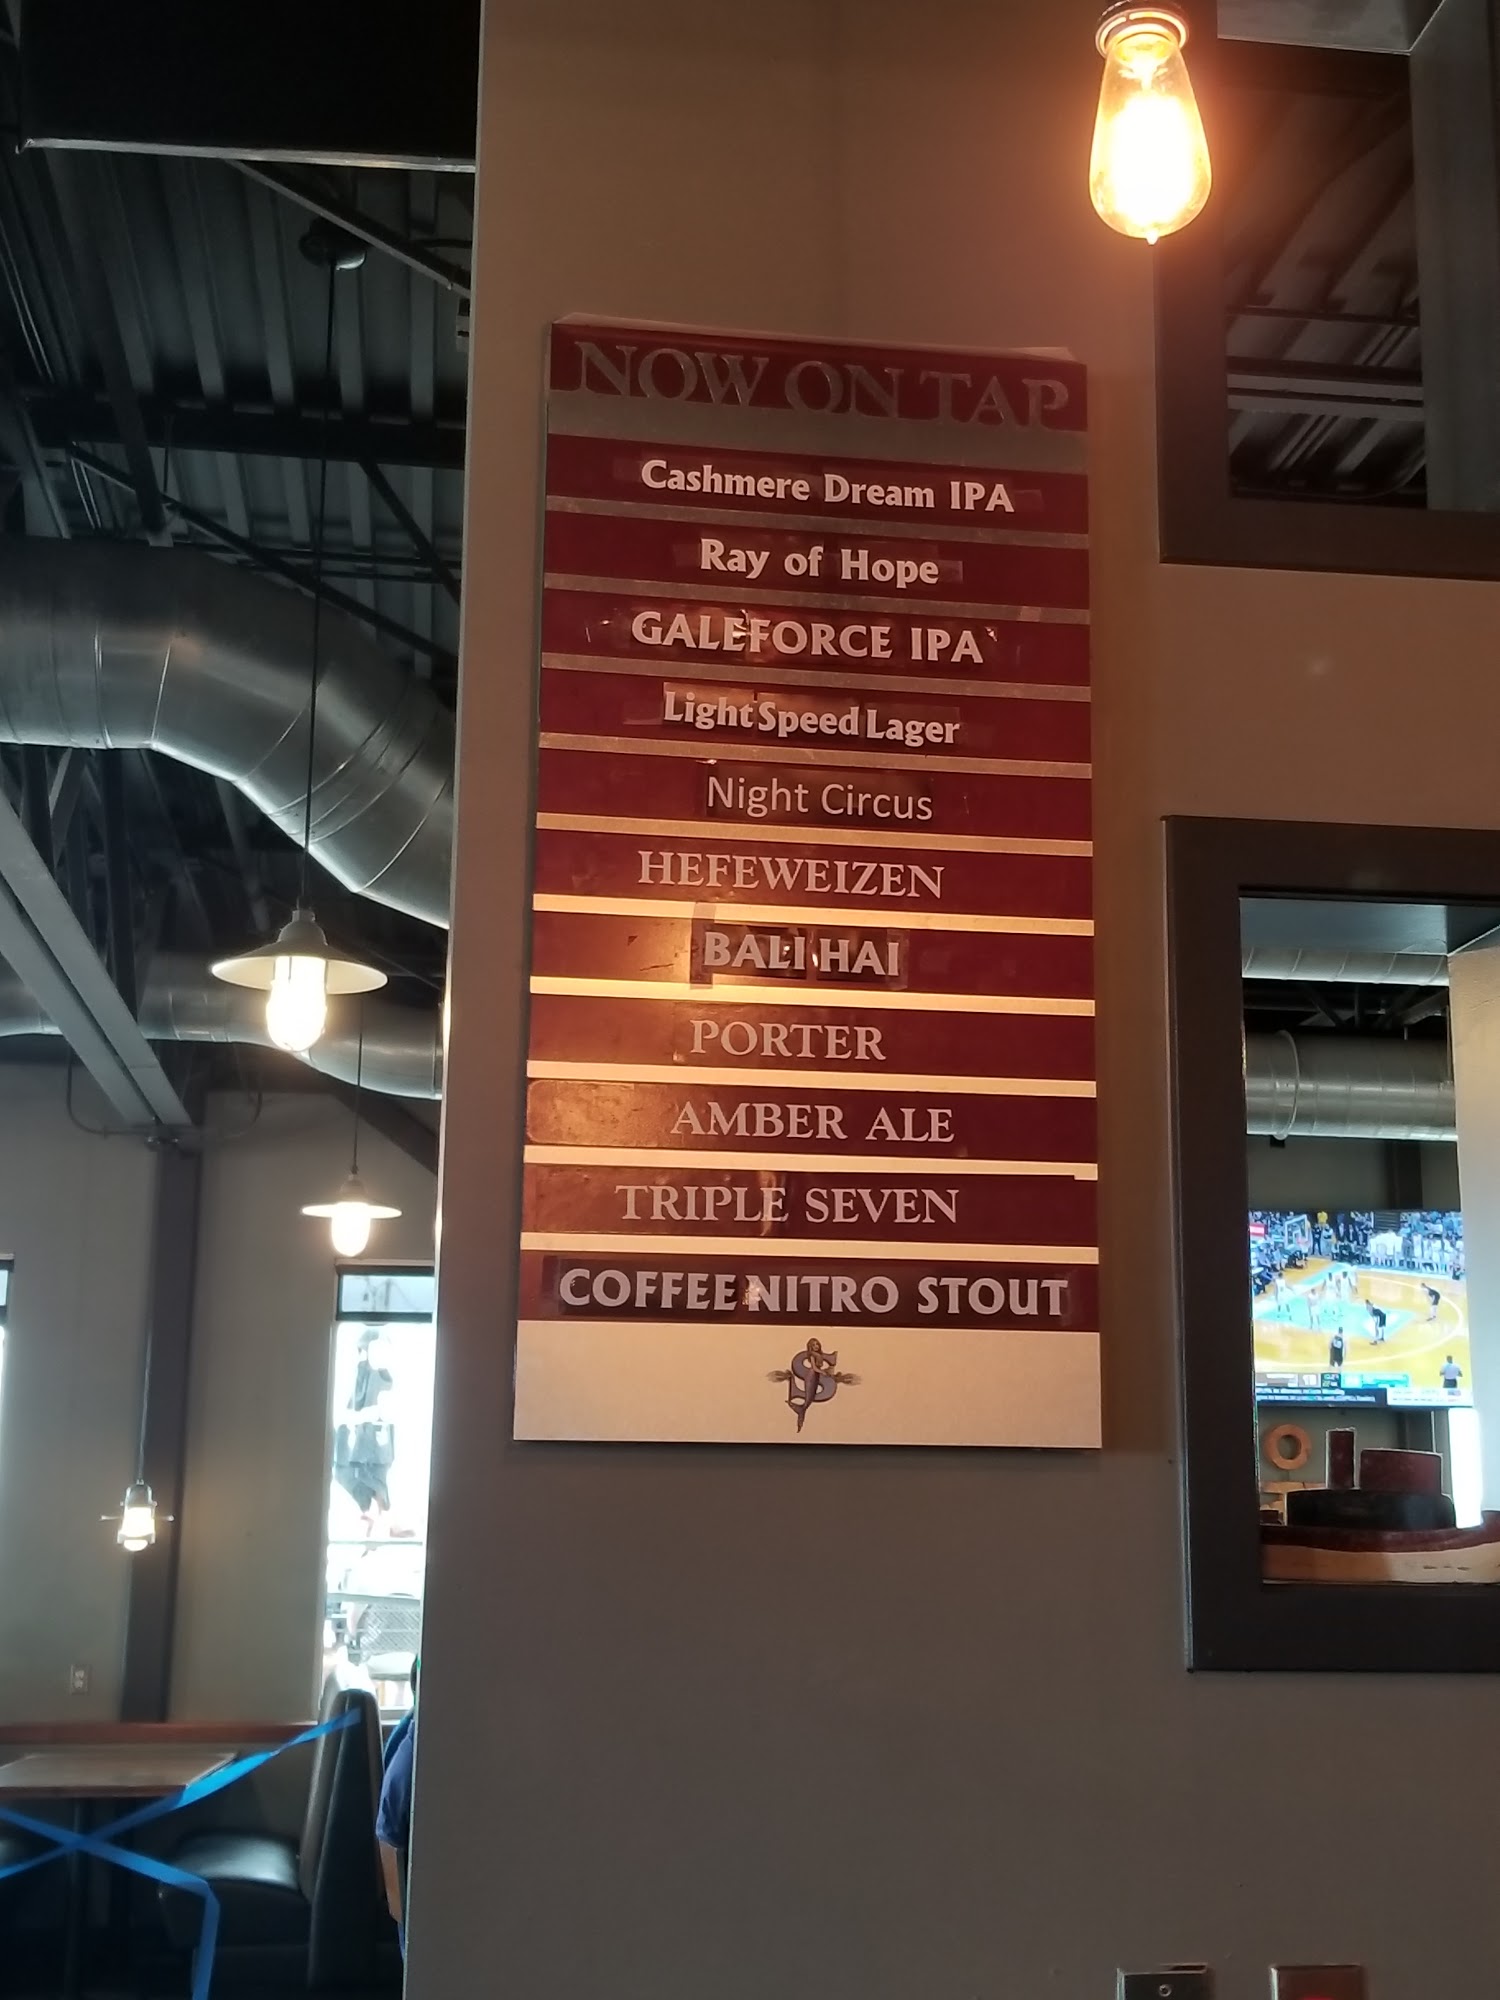 NOW ON TAP
Cashmere Dream IPA
Ray of Hope
GALEFORCE IPA
Light Speed Lager
Night Circus
HEFEWEIZEN
BALI HAI
PORTER
AMBER ALE
TRIPLE SEVEN
COFFEE NITRO STOUT
S